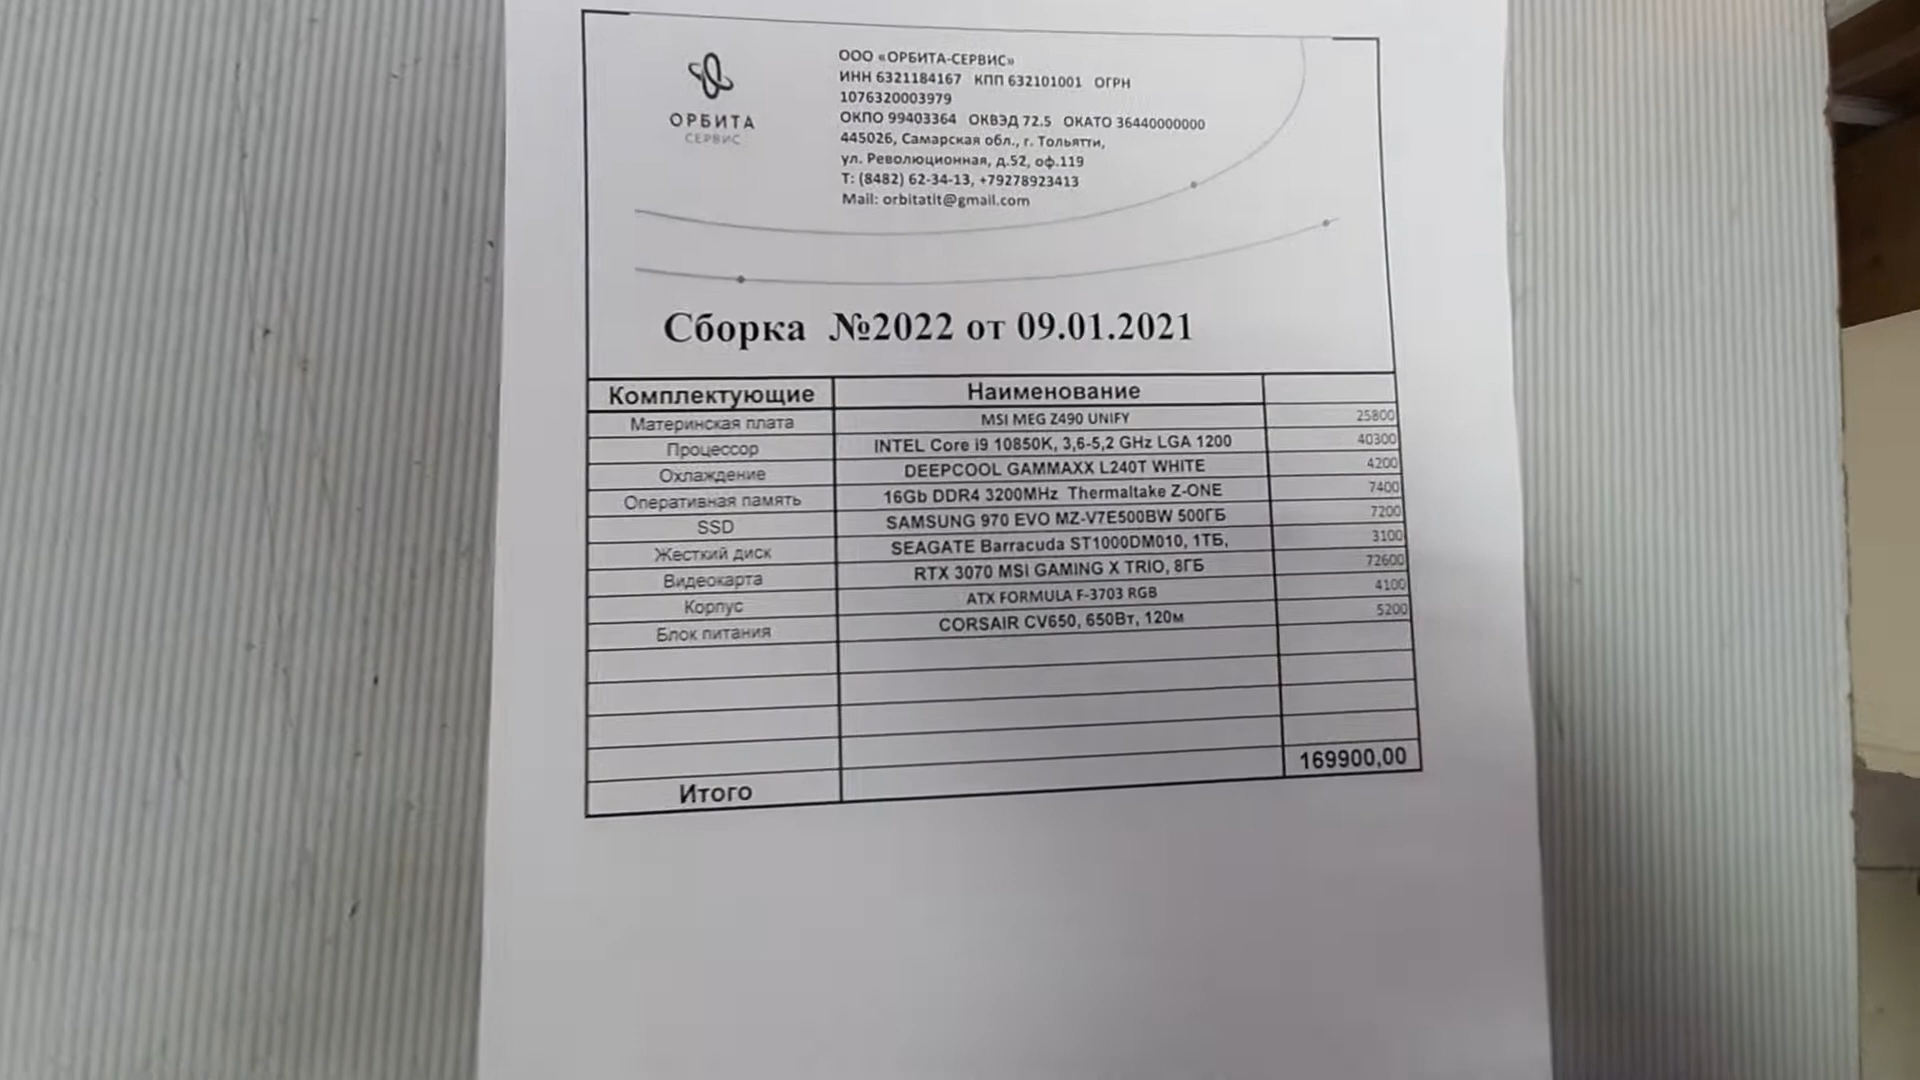 ОРБИТА
СЕРВИС
ООО «ОРБИТА-СЕРВИС»
ИНН 6321184167 КПП 632101001 ОГРН
1076320003979
ОКПО 99403364 ОКВЭД 72.5 ОКАТО 36440000000
445026, Самарская обл., г. Тольятти,
ул. Революционная, д.52, оф.119
Т: (8482) 62-34-13, +79278923413
Mail: orbitatlt@gmail.com
Сборка №2022 от 09.01.2021
Комплектующие Наименование
Материнская плата MSI MEG Z490 UNIFY 25800
Процессор INTEL Core i9 10850K, 3,6-5,2 GHz LGA 1200 40300
Охлаждение DEEPCOOL GAMMAXX L240T WHITE 4200
Оперативная память 16Gb DDR4 3200MHz Thermaltake Z-ONE 7400
SSD SAMSUNG 970 EVO MZ-V7E500BW 500ГБ 7200
Жесткий диск SEAGATE Barracuda ST1000DM010, 1ТБ, 3100
Видеокарта RTX 3070 MSI GAMING X TRIO, 8ГБ 72600
Корпус ATX FORMULA F-3703 RGB 4100
Блок питания CORSAIR CV650, 650Вт, 120м 5200
Итого 169900,00